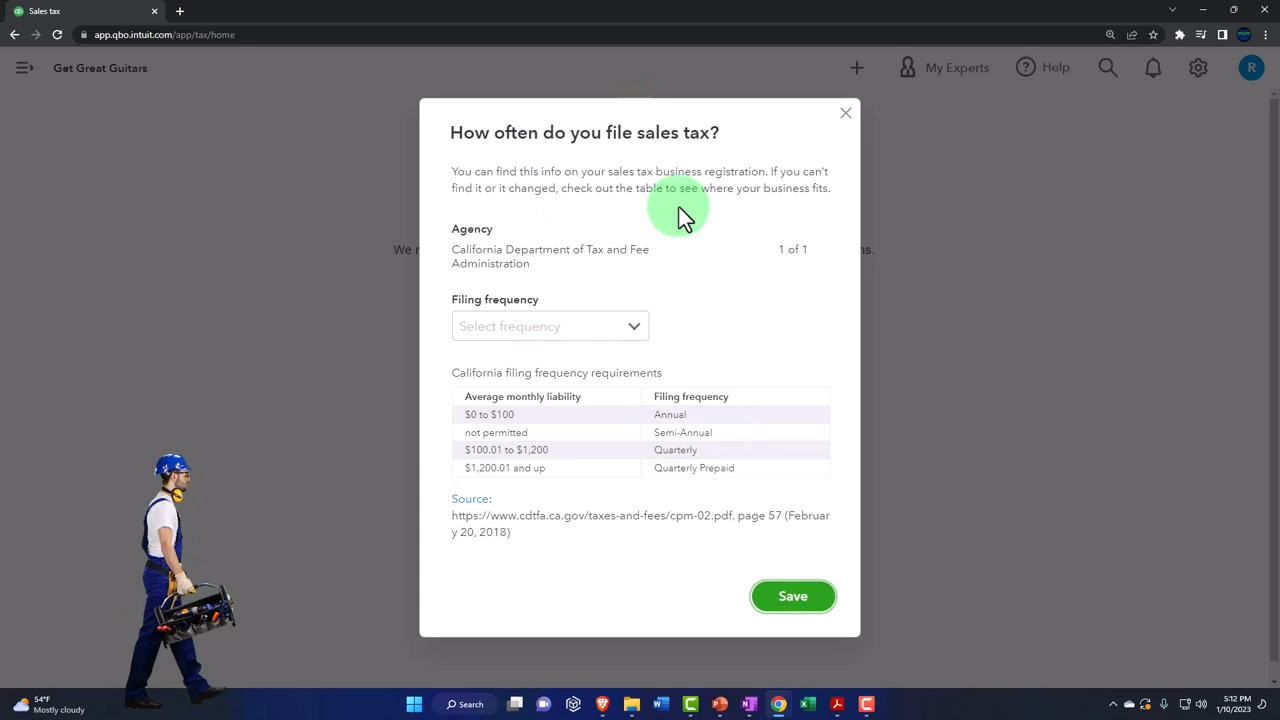 Sales tax
app.qbo.intuit.com/app/tax/home
Get Great Guitars
My Experts
Help
R
How often do you file sales tax?
You can find this info on your sales tax business registration. If you can't
find it or it changed, check out the table to see where your business fits.
Agency
We
California Department of Tax and Fee
1 of 1
Administration
Filing frequency
Select frequency
California filing frequency requirements
Average monthly liability Filing frequency
$0 to $100 Annual
not permitted Semi-Annual
$100.01 to $1,200 Quarterly
$1,200.01 and up Quarterly Prepaid
Source:
https://www.cdtfa.ca.gov/taxes-and-fees/cpm-02.pdf, page 57 (Februar
y 20, 2018)
Save
54°F
Mostly cloudy
Search
5:12 PM
1/10/2023